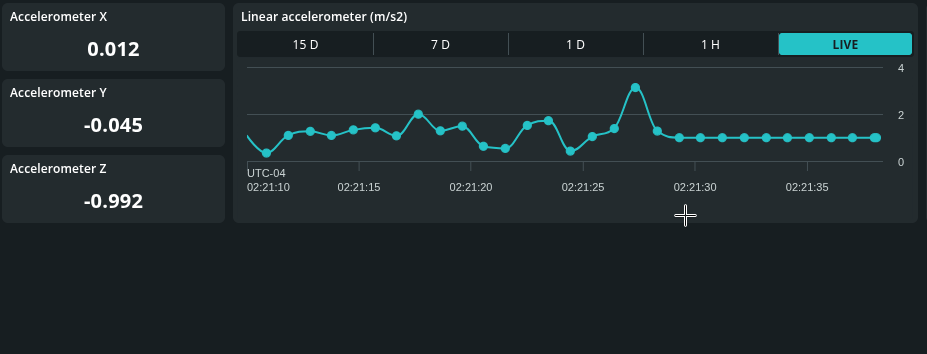 Accelerometer X
0.012
Accelerometer Y
-0.045
Accelerometer Z
-0.992
Linear accelerometer (m/s2)
15 D 7 D 1 D 1 H LIVE
4
2
0
UTC-04
02:21:10 02:21:15 02:21:20 02:21:25 02:21:30 02:21:35